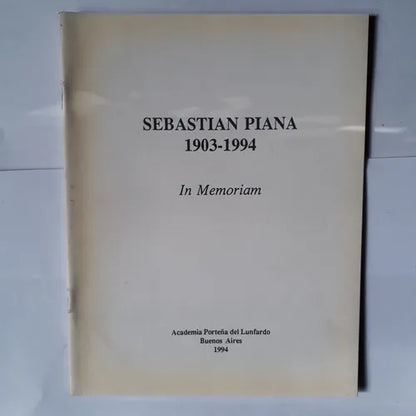 SEBASTIAN PIANA
1903-1994
In Memoriam
Academia Porteña del Lunfardo
Buenos Aires
1994